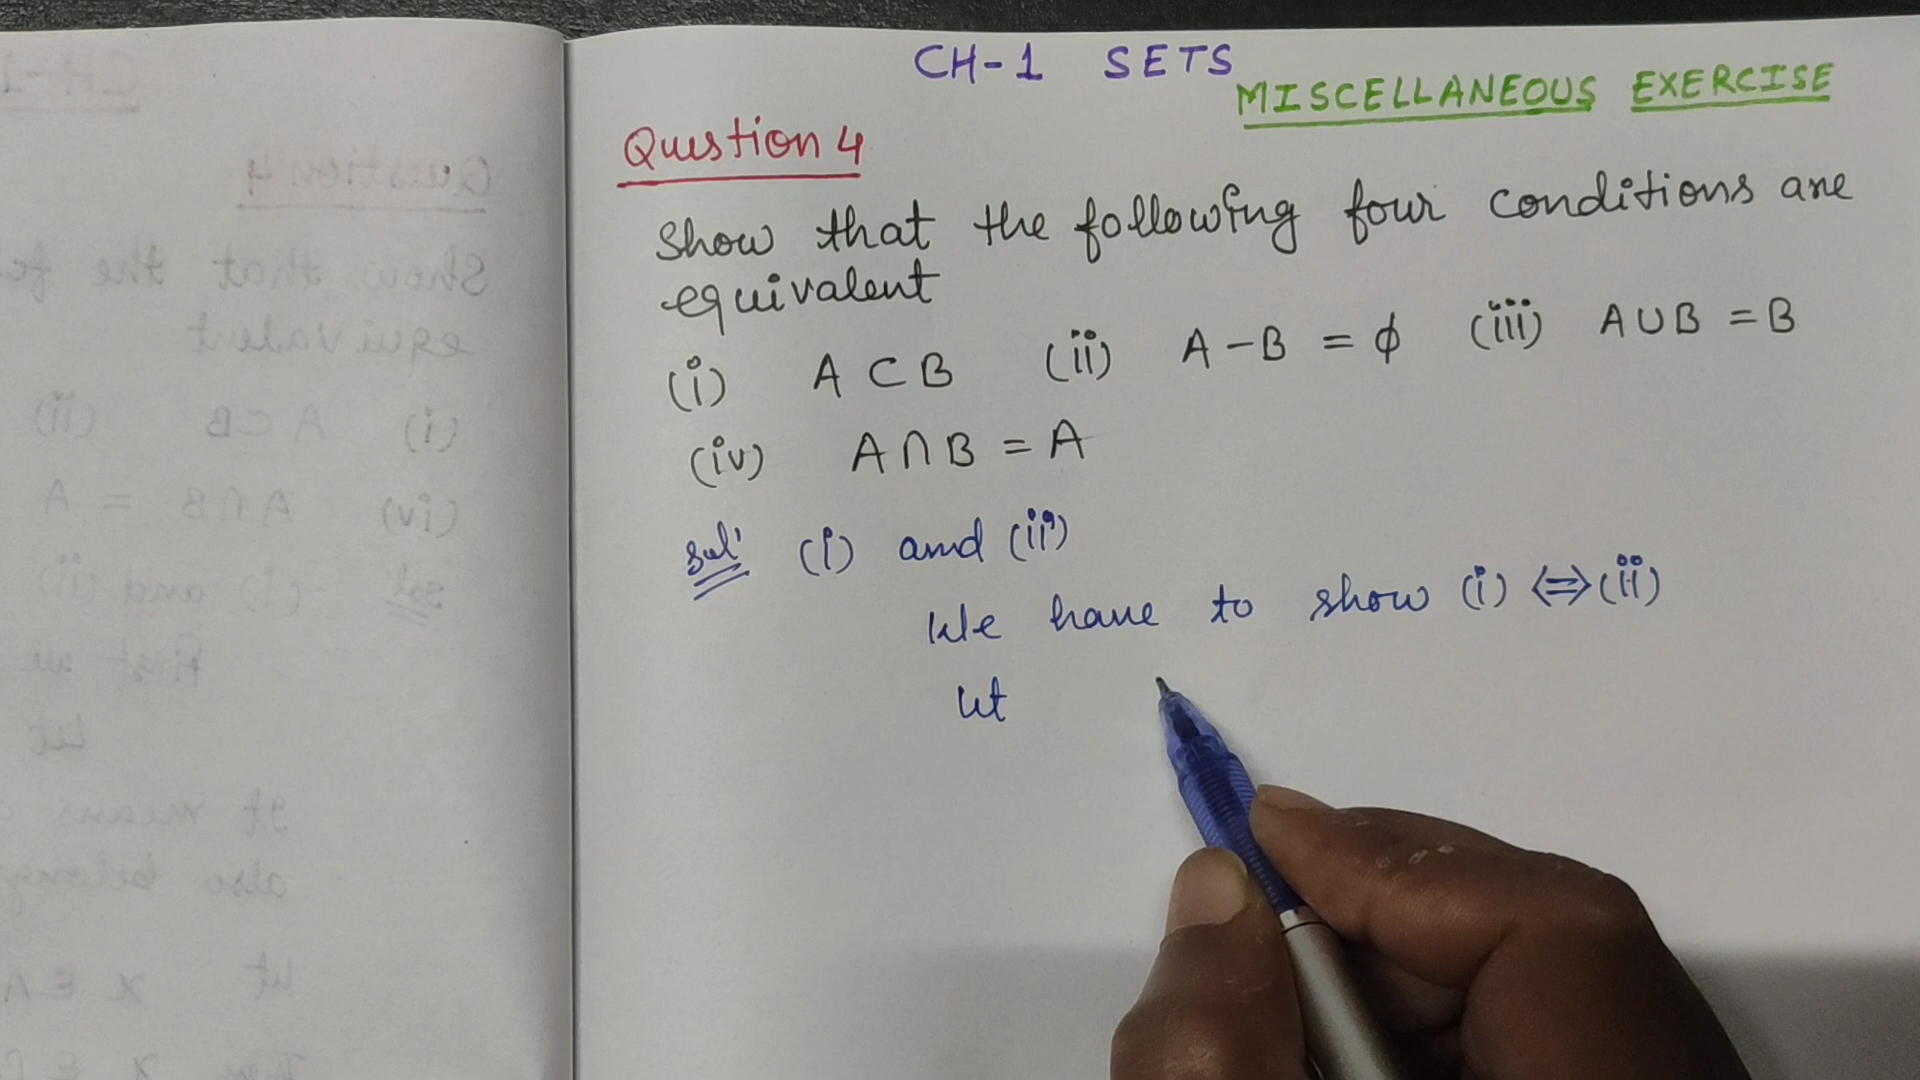 CH-1 SETS
MISCELLANEOUS EXERCISE
Question 4
Show that the following four conditions are
equivalent
(i) A ⊂ B (ii) A - B = ϕ (iii) A ∪ B = B
(iv) A ∩ B = A
Sol' (i) and (ii)
We have to show (i) ⇔ (ii)
let